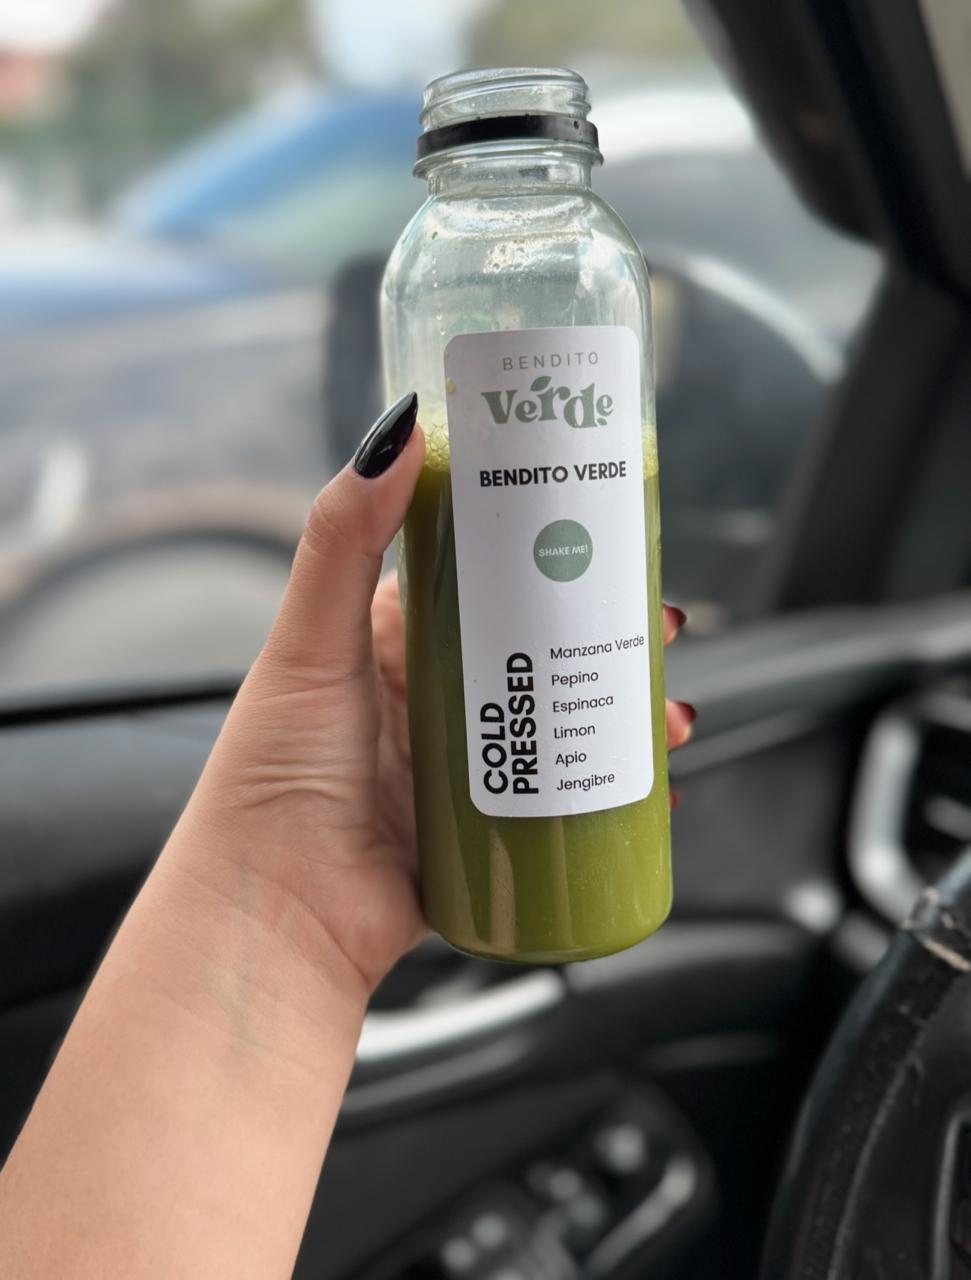 BENDITO
Verde
BENDITO VERDE
SHAKE ME!
COLD
PRESSED
Manzana Verde
Pepino
Espinaca
Limon
Apio
Jengibre